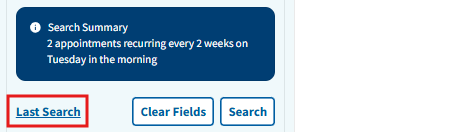 Search Summary
2 appointments recurring every 2 weeks on
Tuesday in the morning
Last Search
Clear Fields
Search